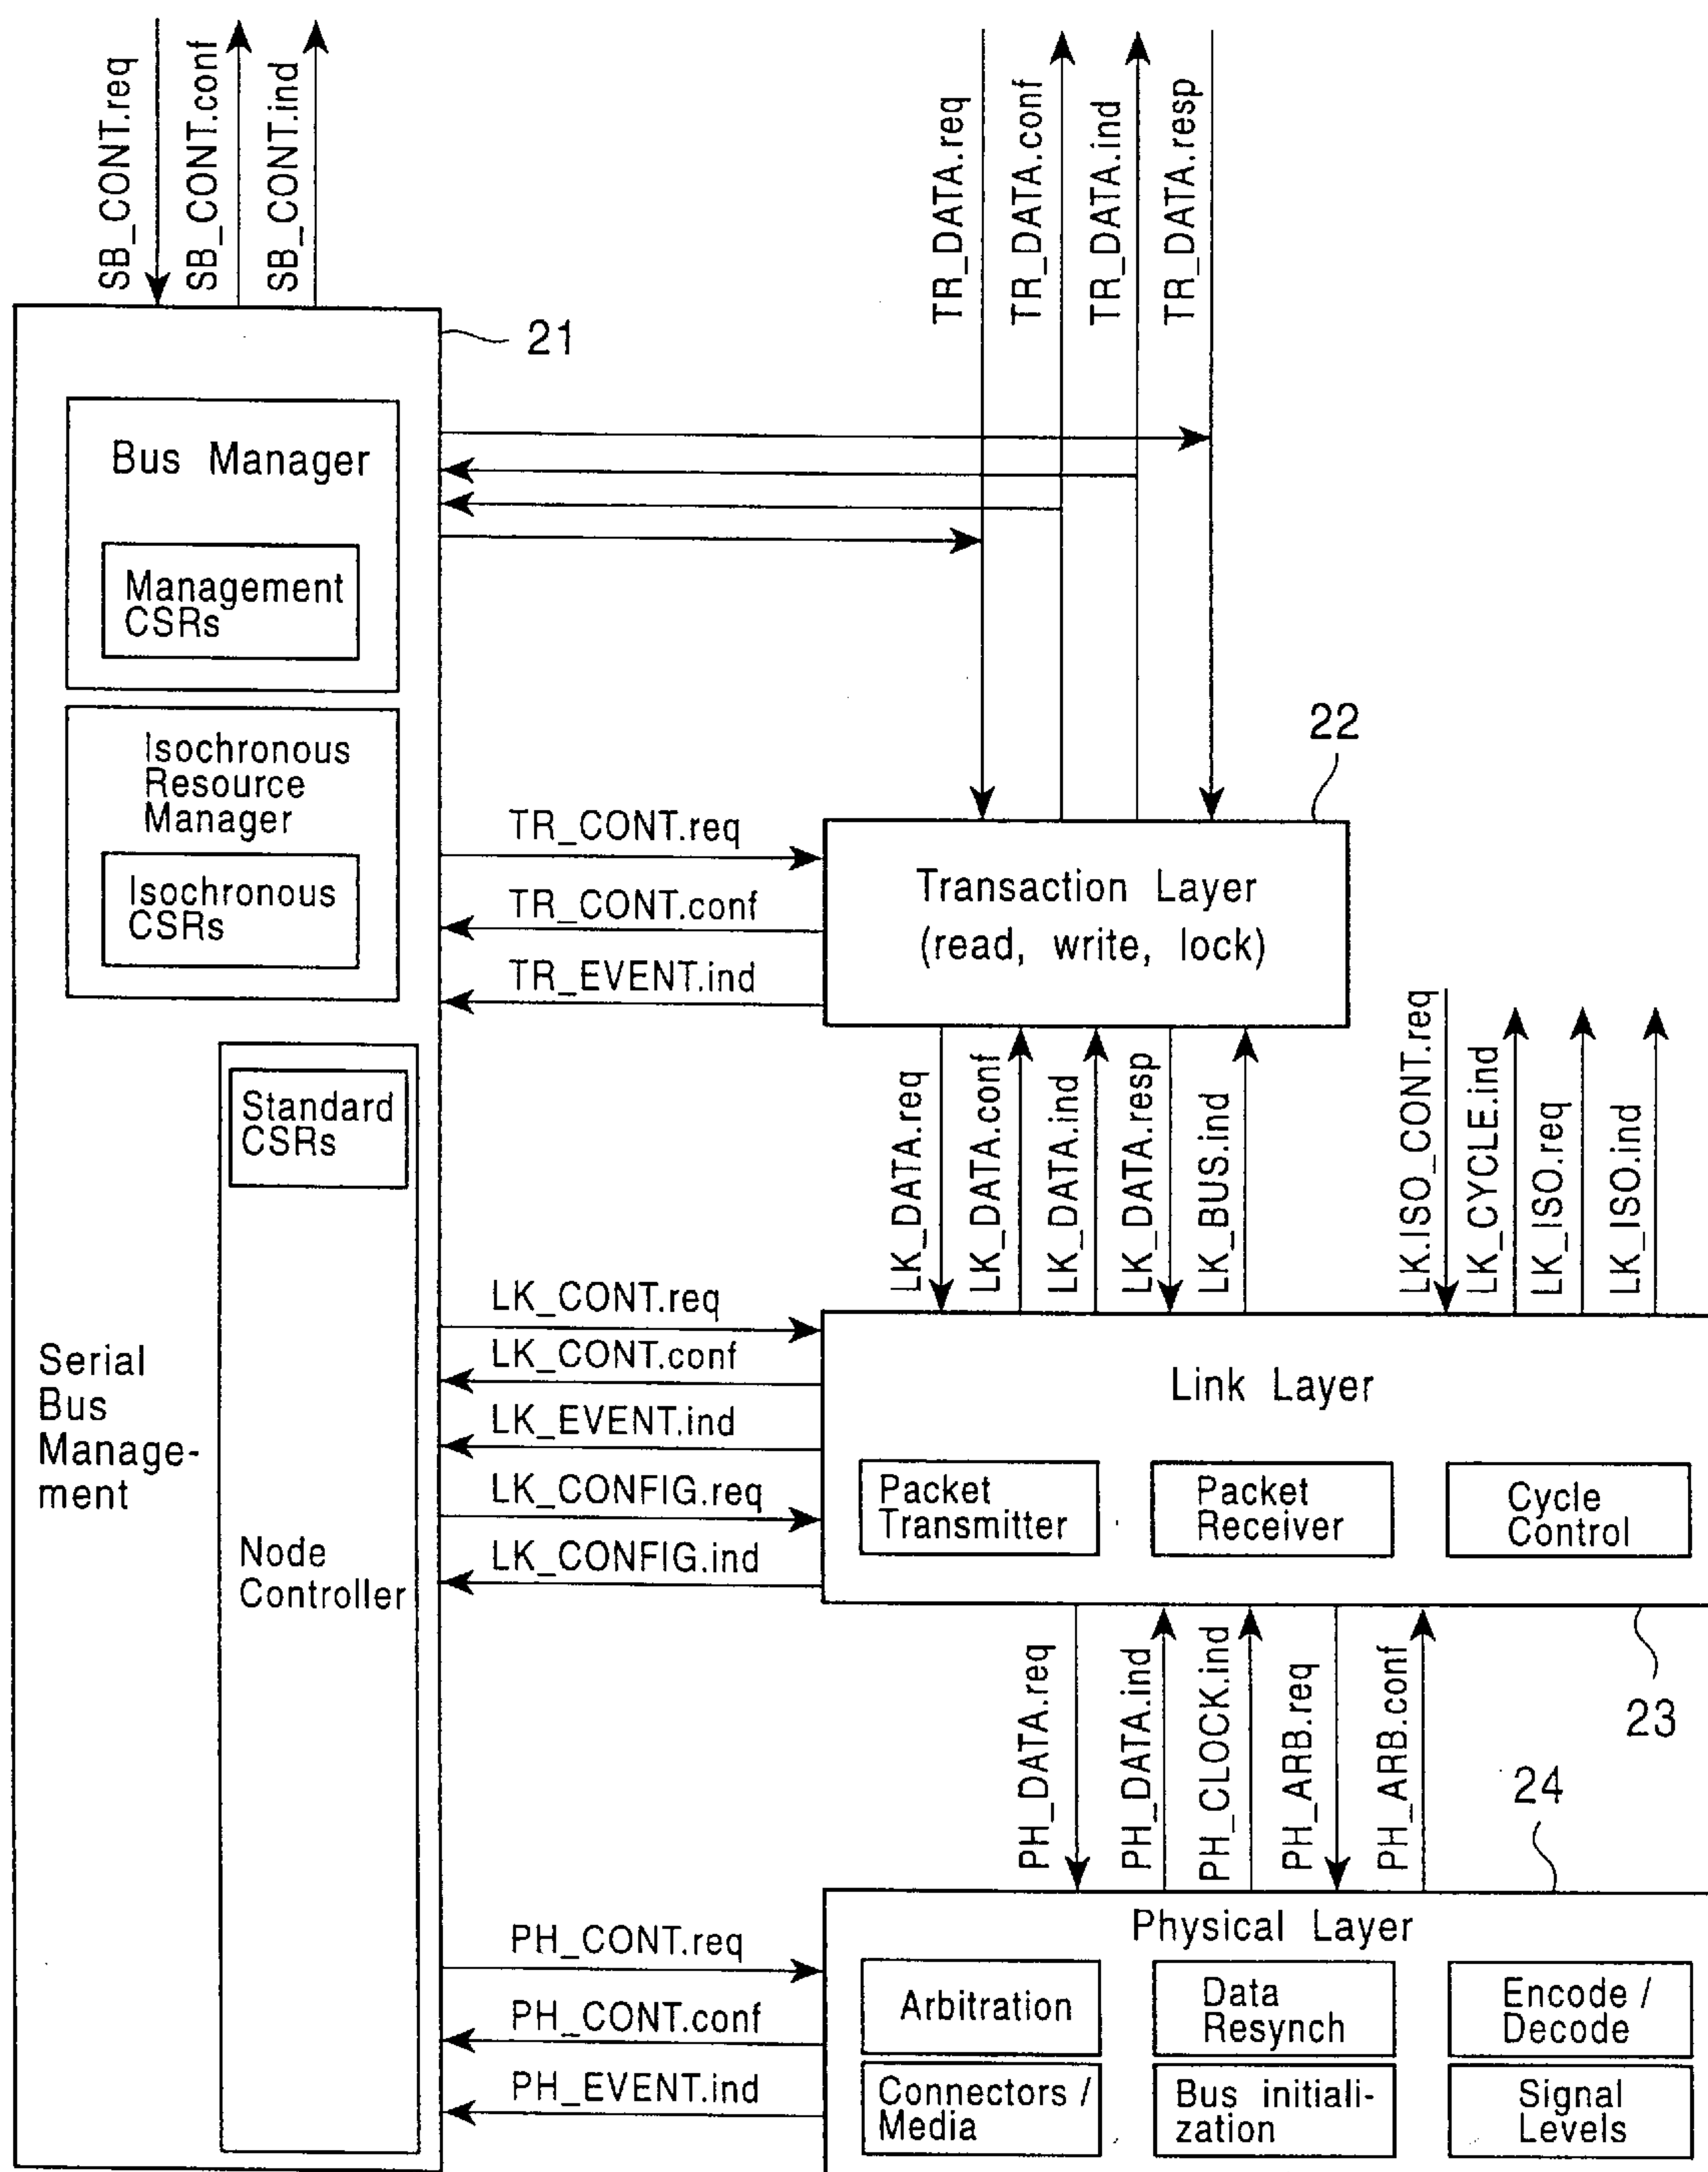 SB_CONT.req
SB_CONT.conf
SB_CONT.ind
TR_DATA.req
TR_DATA.conf
TR_DATA.ind
TR_DATA.resp
21
Bus Manager
Management
CSRs
22
Isochronous
Resource
Manager
Isochronous
CSRs
TR_CONT.req
TR_CONT.conf
TR_EVENT.ind
Transaction Layer
(read, write, lock)
Standard
CSRs
LK_DATA.req
LK_DATA.conf
LK_DATA.ind
LK_DATA.resp
LK_BUS.ind
LK.ISO_CONT.req
LK_CYCLE.ind
LK_ISO.req
LK_ISO.ind
Serial
Bus
Manage-
ment
Node
Controller
LK_CONT.req
LK_CONT.conf
LK_EVENT.ind
LK_CONFIG.req
LK_CONFIG.ind
Link Layer
Packet
Transmitter
Packet
Receiver
Cycle
Control
23
PH_DATA.req
PH_DATA.ind
PH_CLOCK.ind
PH_ARB.req
PH_ARB.conf
24
PH_CONT.req
PH_CONT.conf
PH_EVENT.ind
Physical Layer
Arbitration
Data
Resynch
Encode /
Decode
Connectors /
Media
Bus initiali-
zation
Signal
Levels